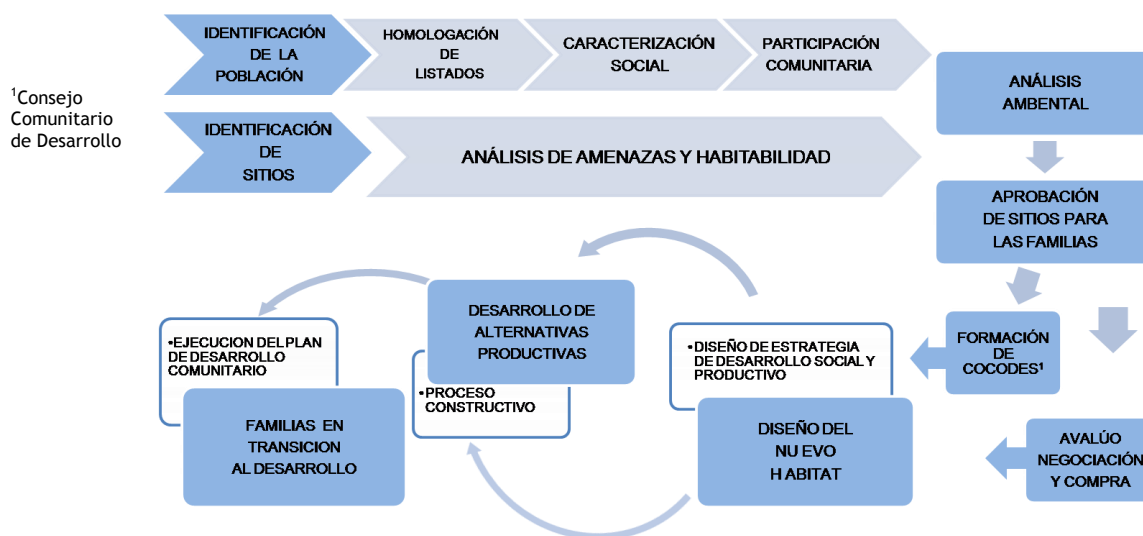 IDENTIFICACIÓN
DE LA
POBLACIÓN
HOMOLOGACIÓN
DE
LISTADOS
CARACTERIZACIÓN
SOCIAL
PARTICIPACIÓN
COMUNITARIA
¹Consejo
Comunitario
de Desarrollo
IDENTIFICACIÓN
DE
SITIOS
ANÁLISIS DE AMENAZAS Y HABITABILIDAD
ANÁLISIS
AMBENTAL
APROBACIÓN
DE SITIOS PARA
LAS FAMILIAS
FORMACIÓN
DE
COCODES¹
AVALÚO
NEGOCIACIÓN
Y COMPRA
•DISEÑO DE ESTRATEGIA
DE DESARROLLO SOCIAL Y
PRODUCTIVO
DISEÑO DEL
NU EVO
H ABITAT
DESARROLLO DE
ALTERNATIVAS
PRODUCTIVAS
•PROCESO
CONSTRUCTIVO
•EJECUCION DEL PLAN
DE DESARROLLO
COMUNITARIO
FAMILIAS EN
TRANSICION
AL DESARROLLO